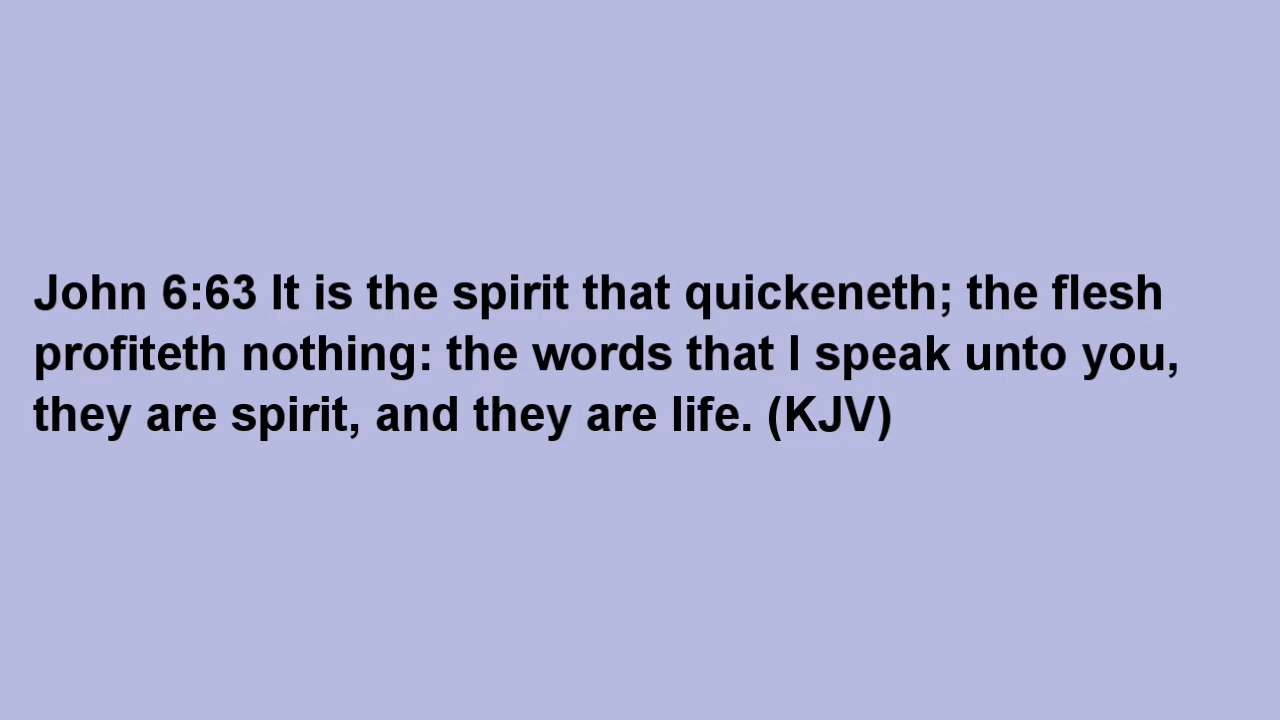 John 6:63 It is the spirit that quickeneth; the flesh
profiteth nothing: the words that I speak unto you,
they are spirit, and they are life. (KJV)